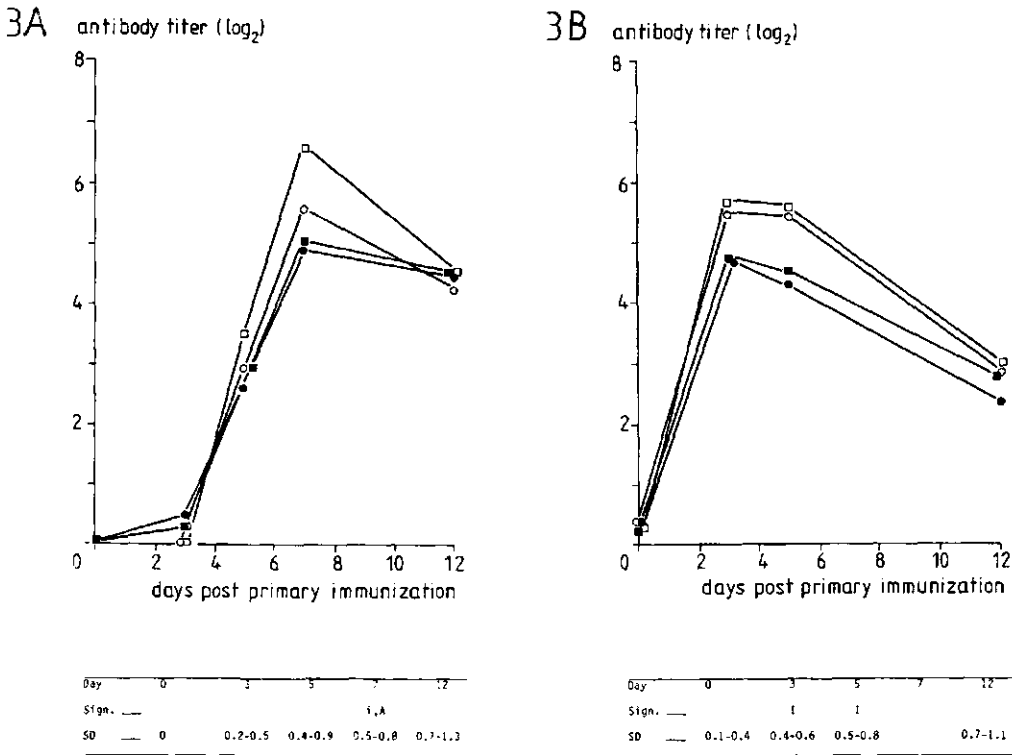 3A antibody titer (log2)
8
6
4
2
0 2 4 6 8 10 12
days post primary immunization
Day 0 3 5 7 12
Sign. i,A
SD 0 0.2-0.5 0.4-0.9 0.5-0.8 0.7-1.3
3B antibody titer (log2)
8
6
4
2
0 2 4 6 8 10 12
days post primary immunization
Day 0 3 5 7 12
Sign. I I
SD 0.1-0.4 0.4-0.6 0.5-0.8 0.7-1.1